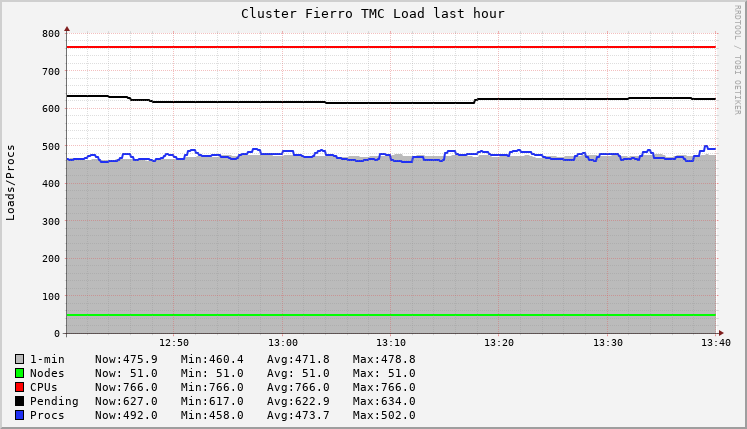 Cluster Fierro TMC Load last hour
RRDTOOL / TOBI OETIKER
Loads/Procs
800
700
600
500
400
300
200
100
0
12:50 13:00 13:10 13:20 13:30 13:40
1-min Now:475.9 Min:460.4 Avg:471.8 Max:478.8
Nodes Now: 51.0 Min: 51.0 Avg: 51.0 Max: 51.0
CPUs Now:766.0 Min:766.0 Avg:766.0 Max:766.0
Pending Now:627.0 Min:617.0 Avg:622.9 Max:634.0
Procs Now:492.0 Min:458.0 Avg:473.7 Max:502.0